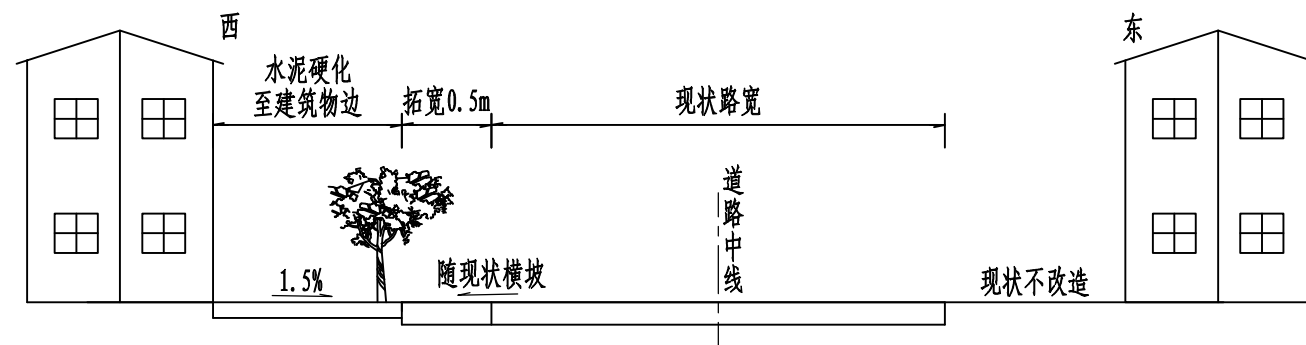 西
东
水泥硬化
至建筑物边
拓宽0.5m
现状路宽
道路中线
1.5%
随现状横坡
现状不改造